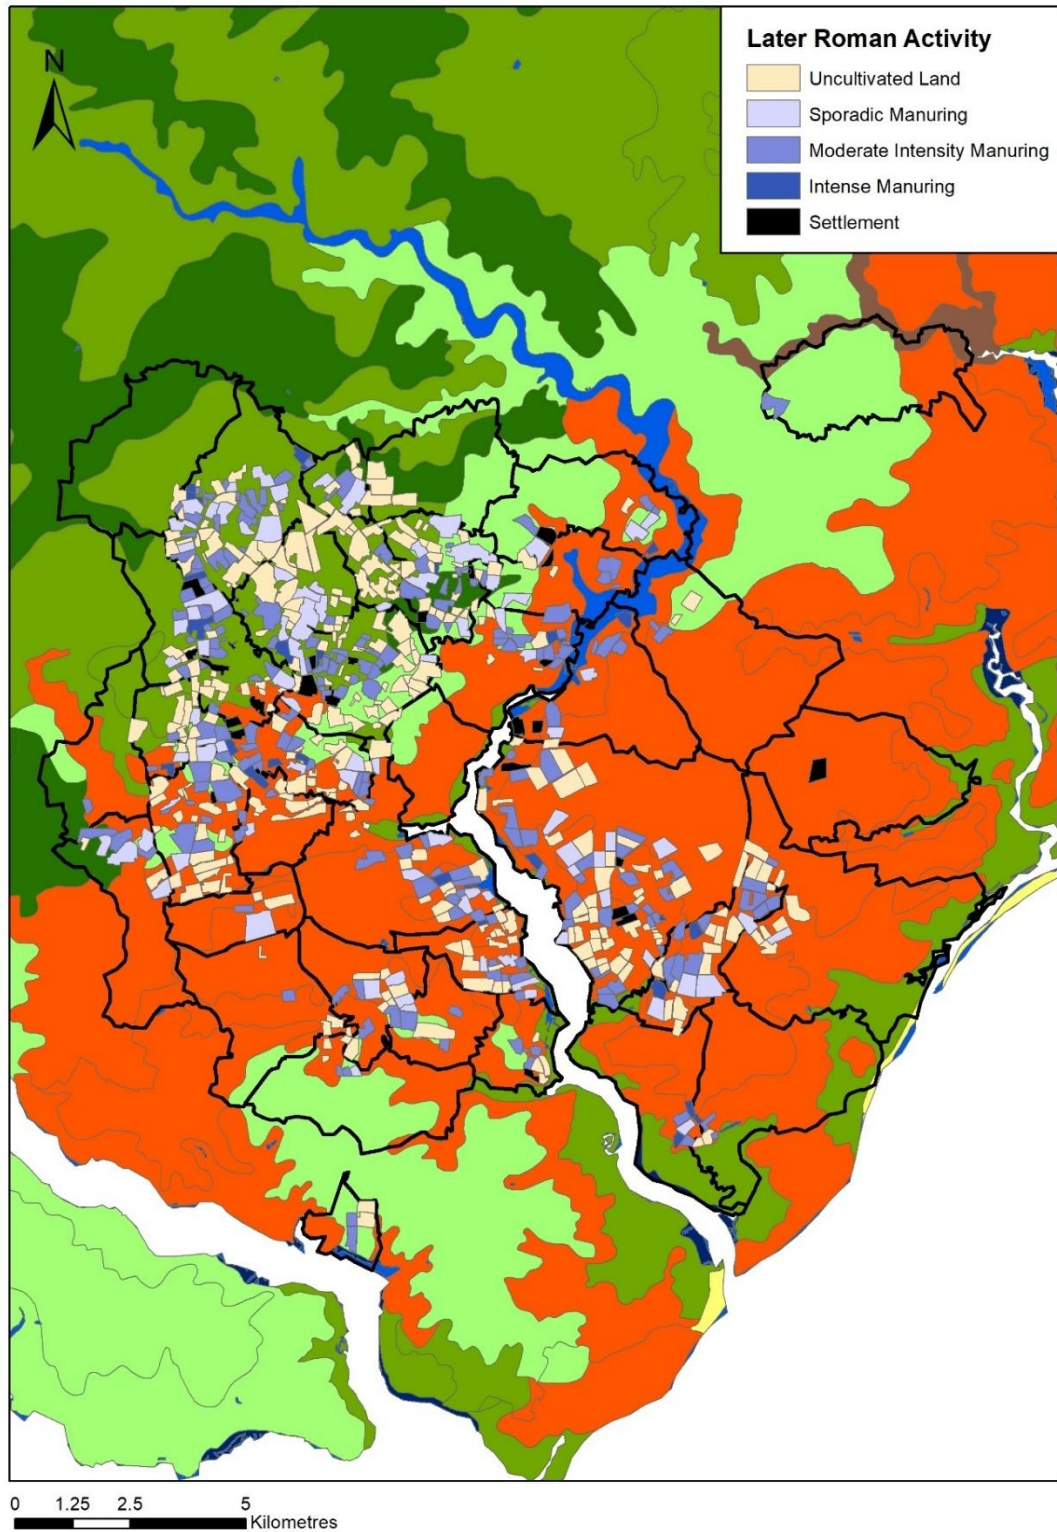 Later Roman Activity
Uncultivated Land
Sporadic Manuring
Moderate Intensity Manuring
Intense Manuring
Settlement
N
0 1.25 2.5 5
Kilometres